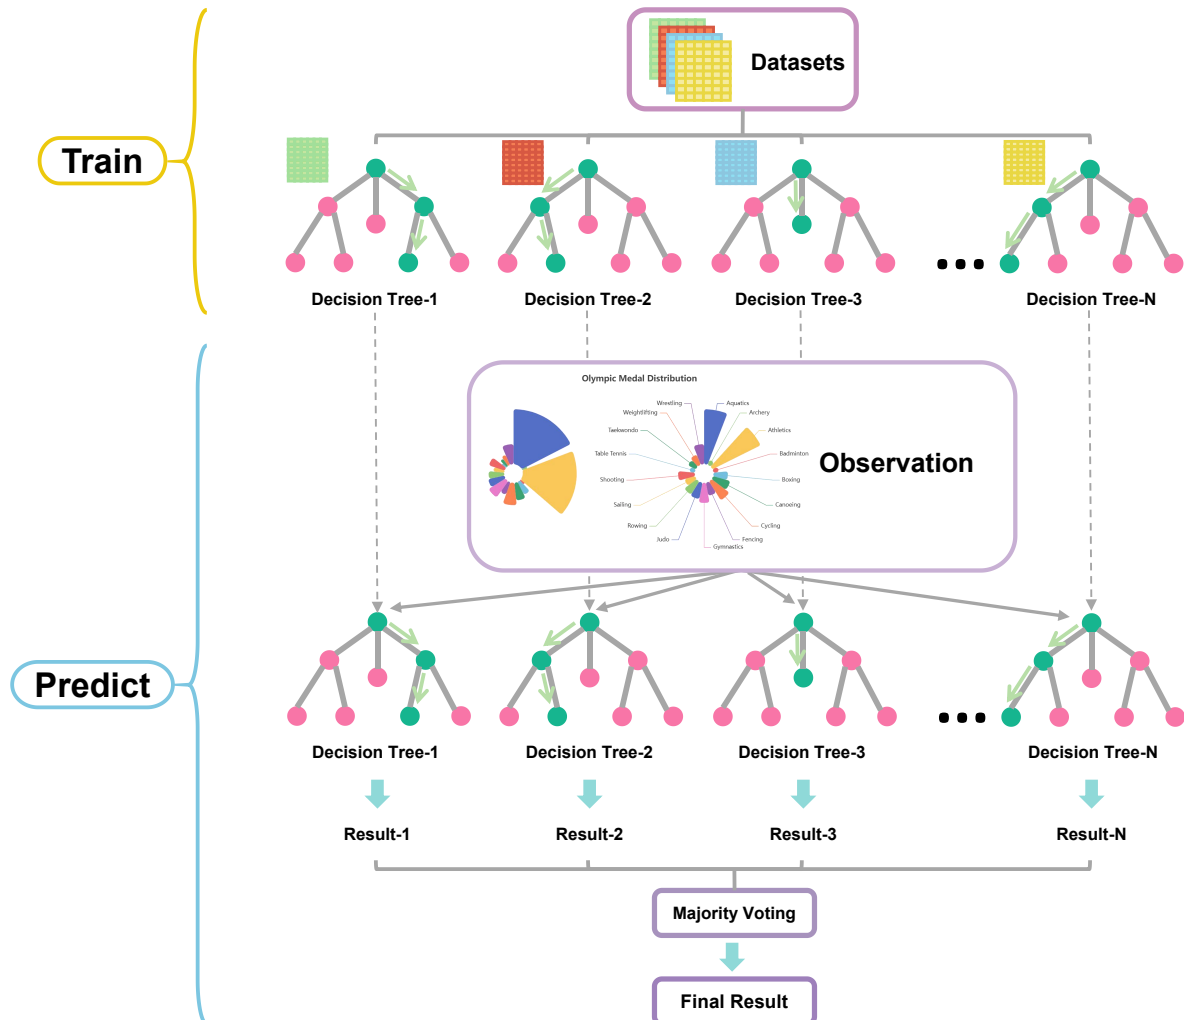 Datasets
Train
Decision Tree-1
Decision Tree-2
Decision Tree-3
Decision Tree-N
Olympic Medal Distribution
Wrestling
Aquatics
Weightlifting
Archery
Taekwondo
Athletics
Table Tennis
Badminton
Observation
Shooting
Boxing
Sailing
Canoeing
Rowing
Cycling
Judo
Fencing
Gymnastics
Predict
Decision Tree-1
Decision Tree-2
Decision Tree-3
Decision Tree-N
Result-1
Result-2
Result-3
Result-N
Majority Voting
Final Result